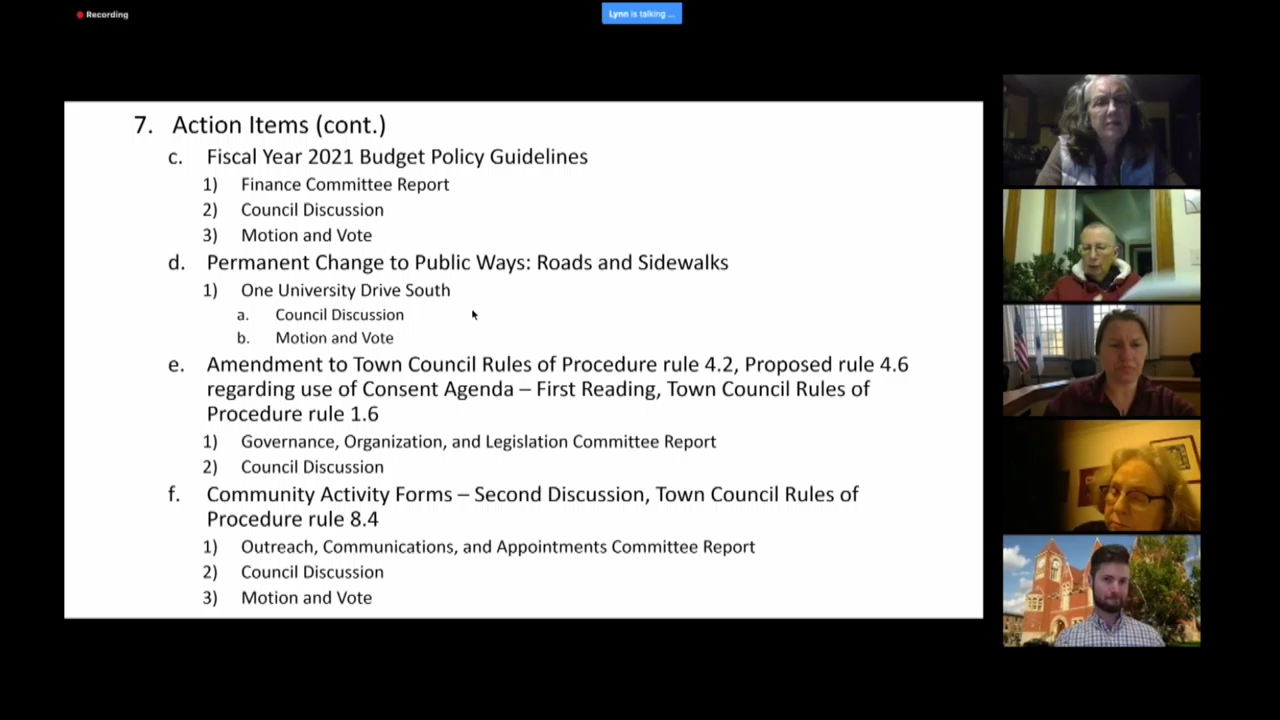 Recording
Lynn is talking ...
7. Action Items (cont.)
c. Fiscal Year 2021 Budget Policy Guidelines
1) Finance Committee Report
2) Council Discussion
3) Motion and Vote
d. Permanent Change to Public Ways: Roads and Sidewalks
1) One University Drive South
a. Council Discussion
b. Motion and Vote
e. Amendment to Town Council Rules of Procedure rule 4.2, Proposed rule 4.6
regarding use of Consent Agenda – First Reading, Town Council Rules of
Procedure rule 1.6
1) Governance, Organization, and Legislation Committee Report
2) Council Discussion
f. Community Activity Forms – Second Discussion, Town Council Rules of
Procedure rule 8.4
1) Outreach, Communications, and Appointments Committee Report
2) Council Discussion
3) Motion and Vote